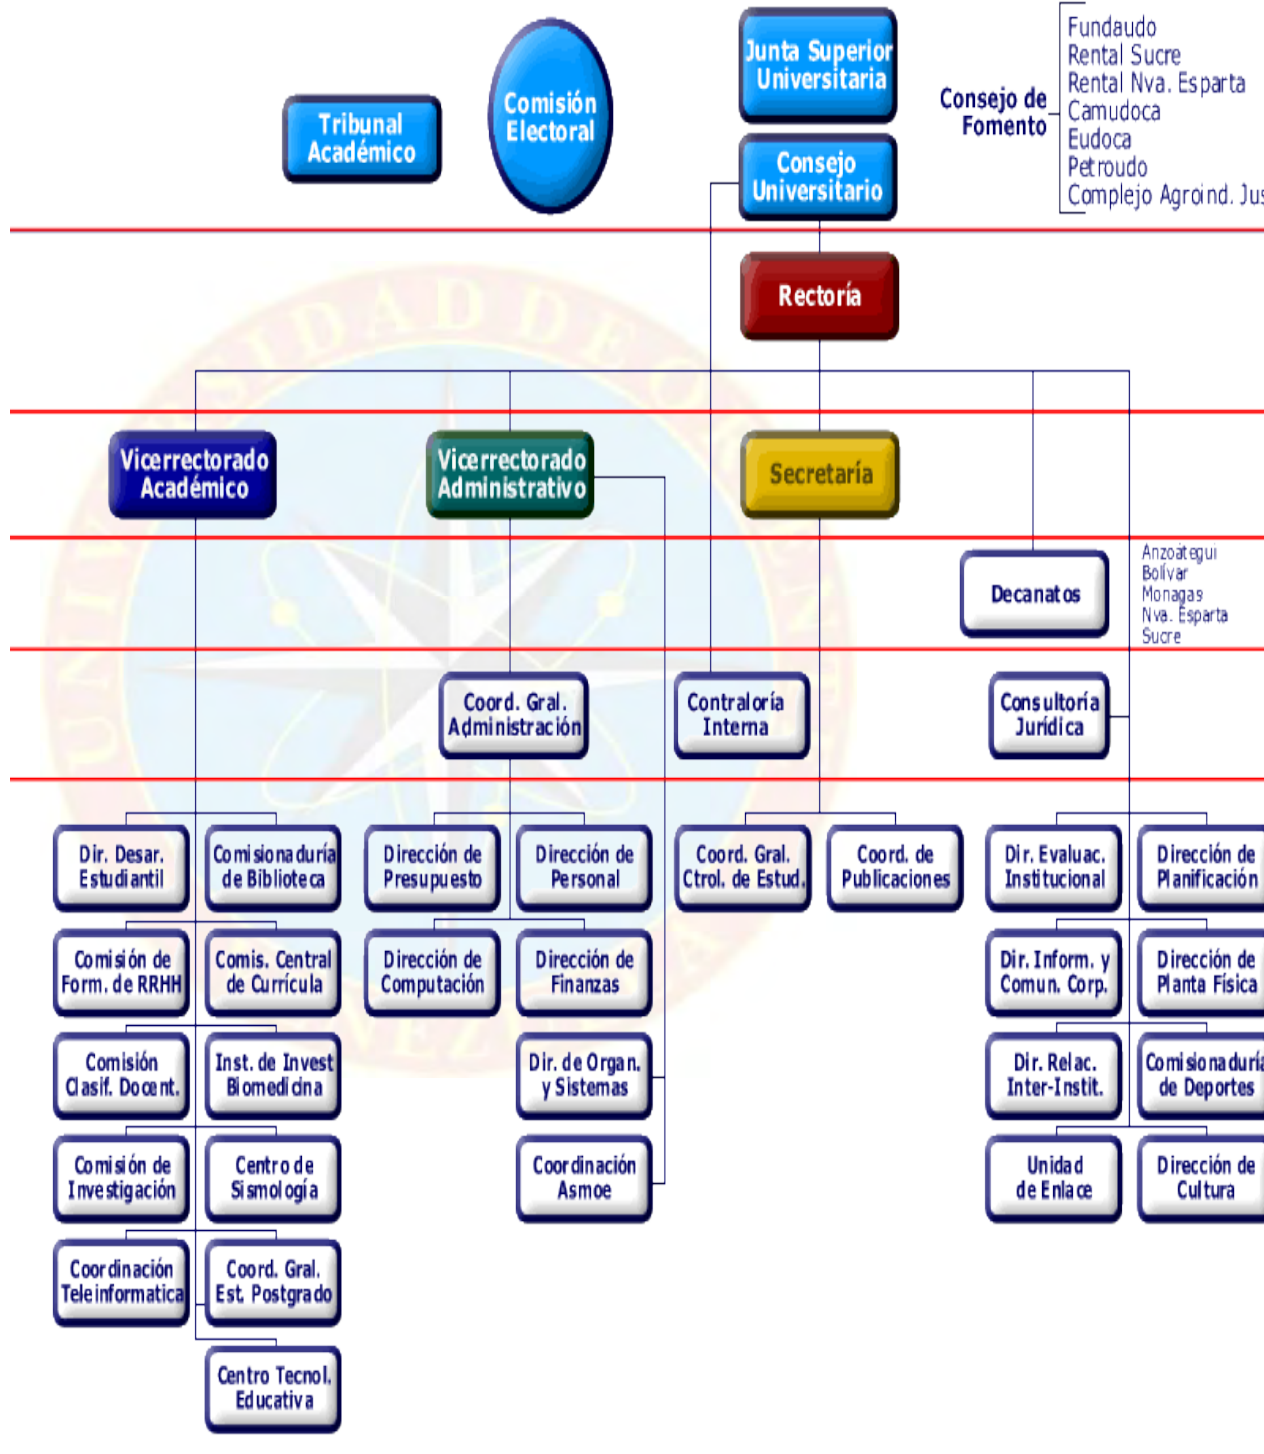 Junta Superior
Universitaria
Comisión
Electoral
Tribunal
Académico
Consejo
Universitario
Consejo de
Fomento
Fundaudo
Rental Sucre
Rental Nva. Esparta
Camudoca
Eudoca
Petroudo
Complejo Agroind. Jus
Rectoría
UNIVERSIDAD DE ORIENTE
VENEZUELA
Vicerrectorado
Académico
Vicerrectorado
Administrativo
Secretaría
Decanatos
Anzoátegui
Bolívar
Monagas
Nva. Esparta
Sucre
Coord. Gral.
Administración
Contraloría
Interna
Consultoría
Jurídica
Dir. Desar.
Estudiantil
Comisionaduría
de Biblioteca
Dirección de
Presupuesto
Dirección de
Personal
Coord. Gral.
Ctrol. de Estud.
Coord. de
Publicaciones
Dir. Evaluac.
Institucional
Dirección de
Planificación
Comisión de
Form. de RRHH
Comis. Central
de Currícula
Dirección de
Computación
Dirección de
Finanzas
Dir. Inform. y
Comun. Corp.
Dirección de
Planta Física
Comisión
Clasif. Docent.
Inst. de Invest
Biomedicina
Dir. de Organ.
y Sistemas
Dir. Relac.
Inter-Instit.
Comisionaduría
de Deportes
Comisión de
Investigación
Centro de
Sismología
Coordinación
Asmoe
Unidad
de Enlace
Dirección de
Cultura
Coordinación
Teleinformatica
Coord. Gral.
Est. Postgrado
Centro Tecnol.
Educativa